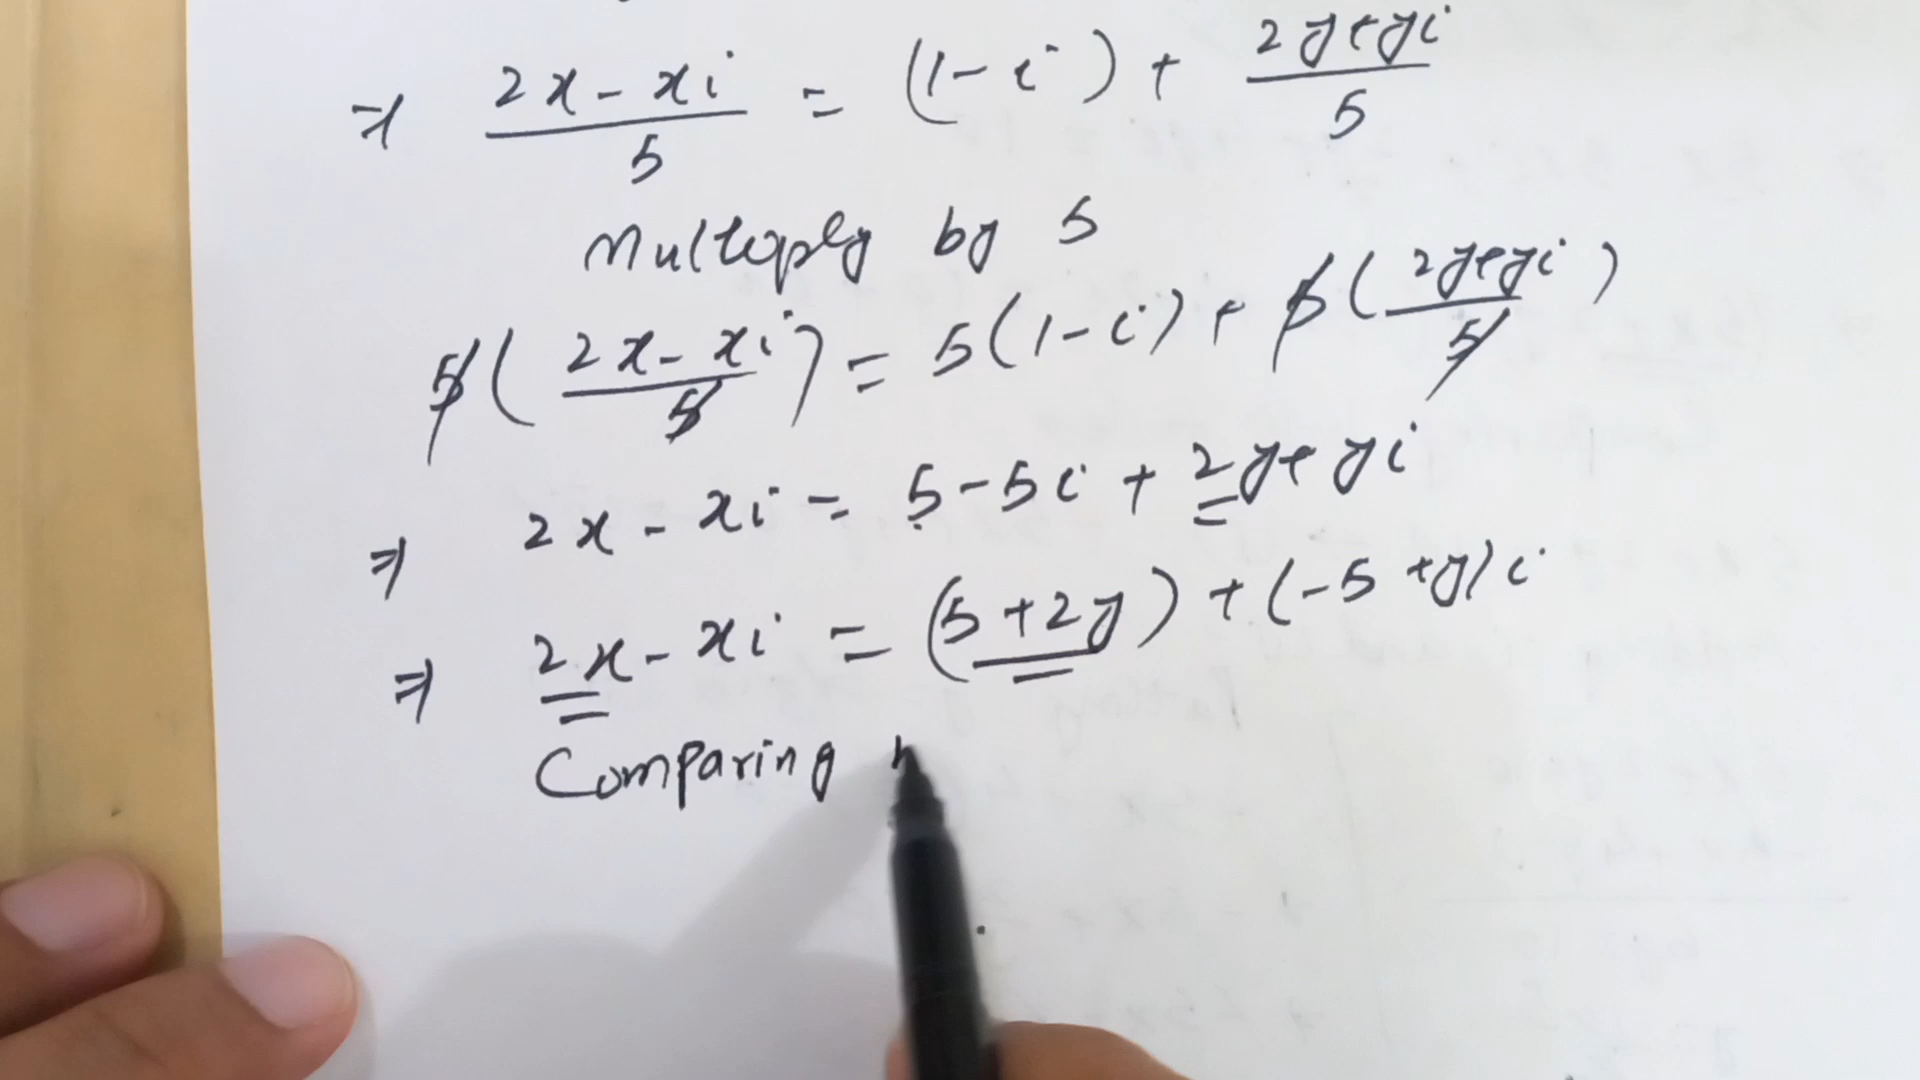 ⇒ (2x - xi)/5 = (1 - i) + (2y + yi)/5
Multiply by 5
5((2x - xi)/5) = 5(1 - i) + 5((2y + yi)/5)
⇒ 2x - xi = 5 - 5i + 2y + yi
⇒ 2x - xi = (5 + 2y) + (-5 + y)i
Comparing